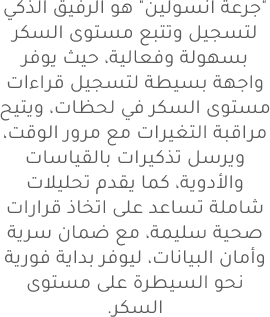 "جرعة انسولين" هو الرفيق الذكي
لتسجيل وتتبع مستوى السكر
بسهولة وفعالية، حيث يوفر
واجهة بسيطة لتسجيل قراءات
مستوى السكر في لحظات، ويتيح
مراقبة التغيرات مع مرور الوقت،
ويرسل تذكيرات بالقياسات
والأدوية، كما يقدم تحليلات
شاملة تساعد على اتخاذ قرارات
صحية سليمة، مع ضمان سرية
وأمان البيانات، ليوفر بداية فورية
نحو السيطرة على مستوى
السكر.